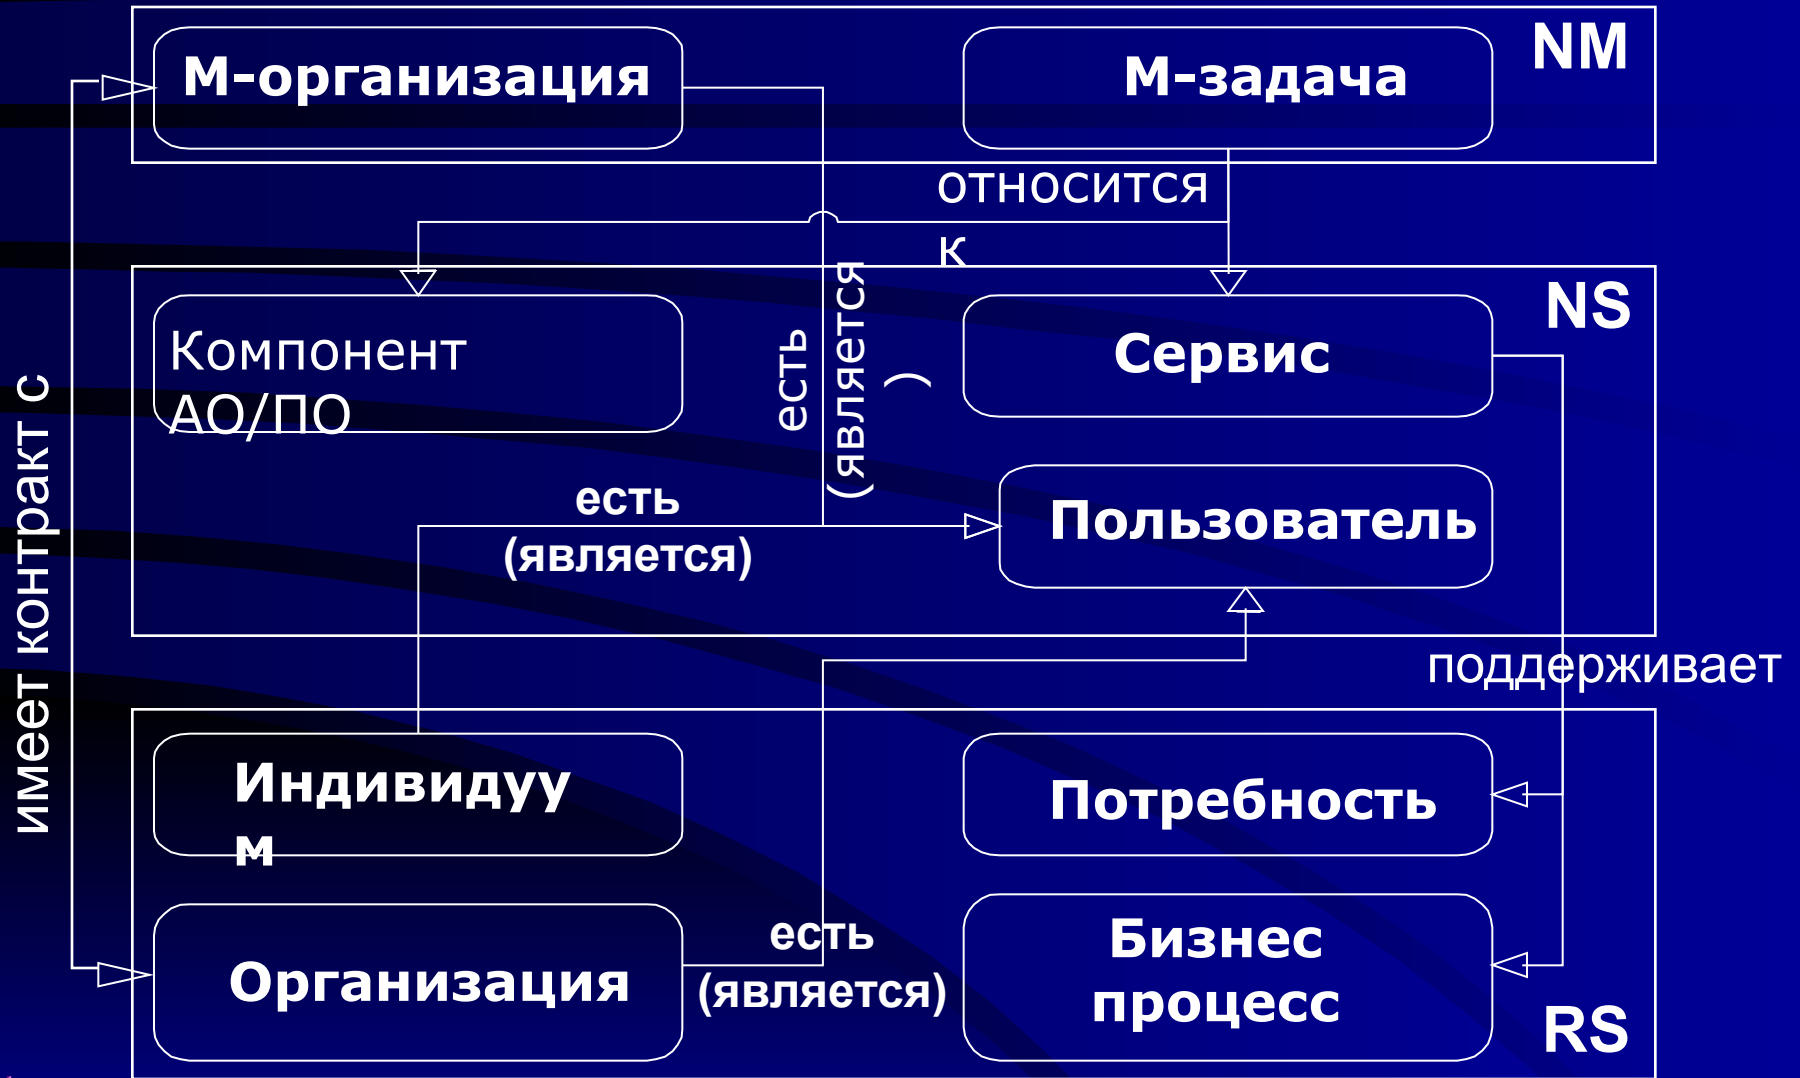 М-организация
М-задача
NM
относится
к
Компонент
АО/ПО
есть
(является
)
Сервис
NS
имеет контракт с
есть
(является)
Пользователь
поддерживает
Индивидуу
м
Потребность
Организация
есть
(является)
Бизнес
процесс
RS